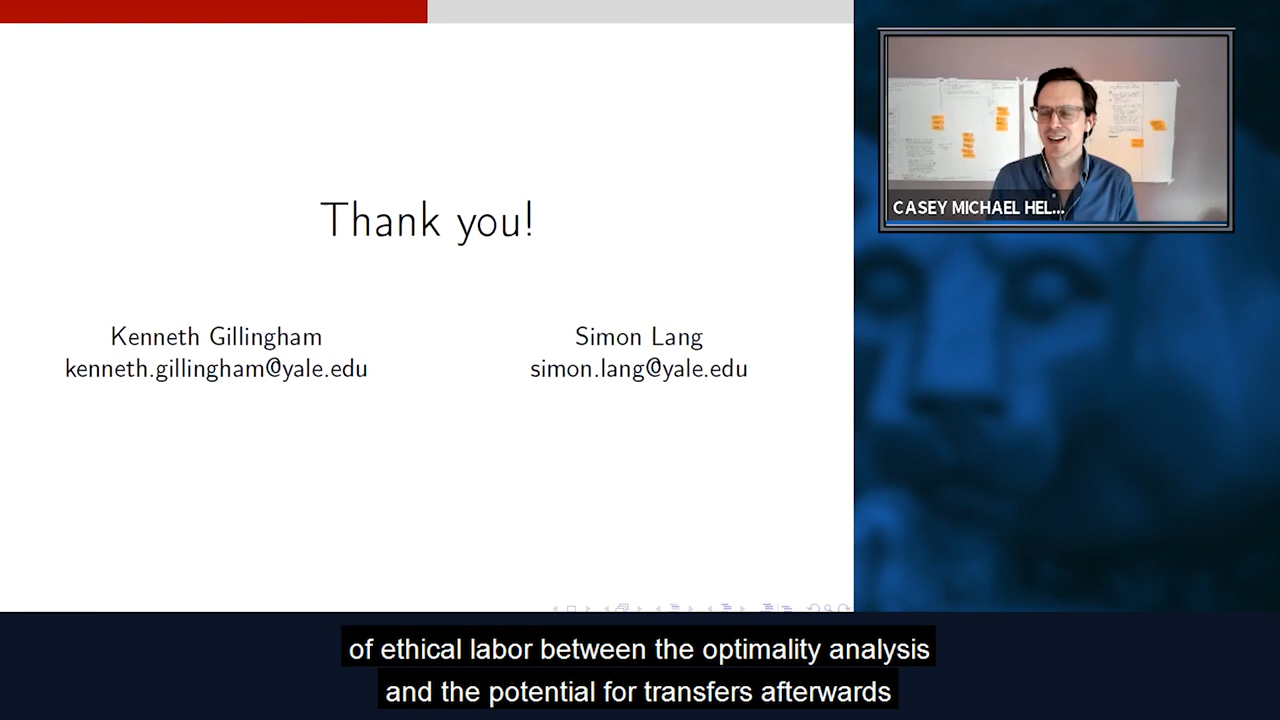 Thank you!
Kenneth Gillingham
kenneth.gillingham@yale.edu
Simon Lang
simon.lang@yale.edu
CASEY MICHAEL HEL...
of ethical labor between the optimality analysis
and the potential for transfers afterwards